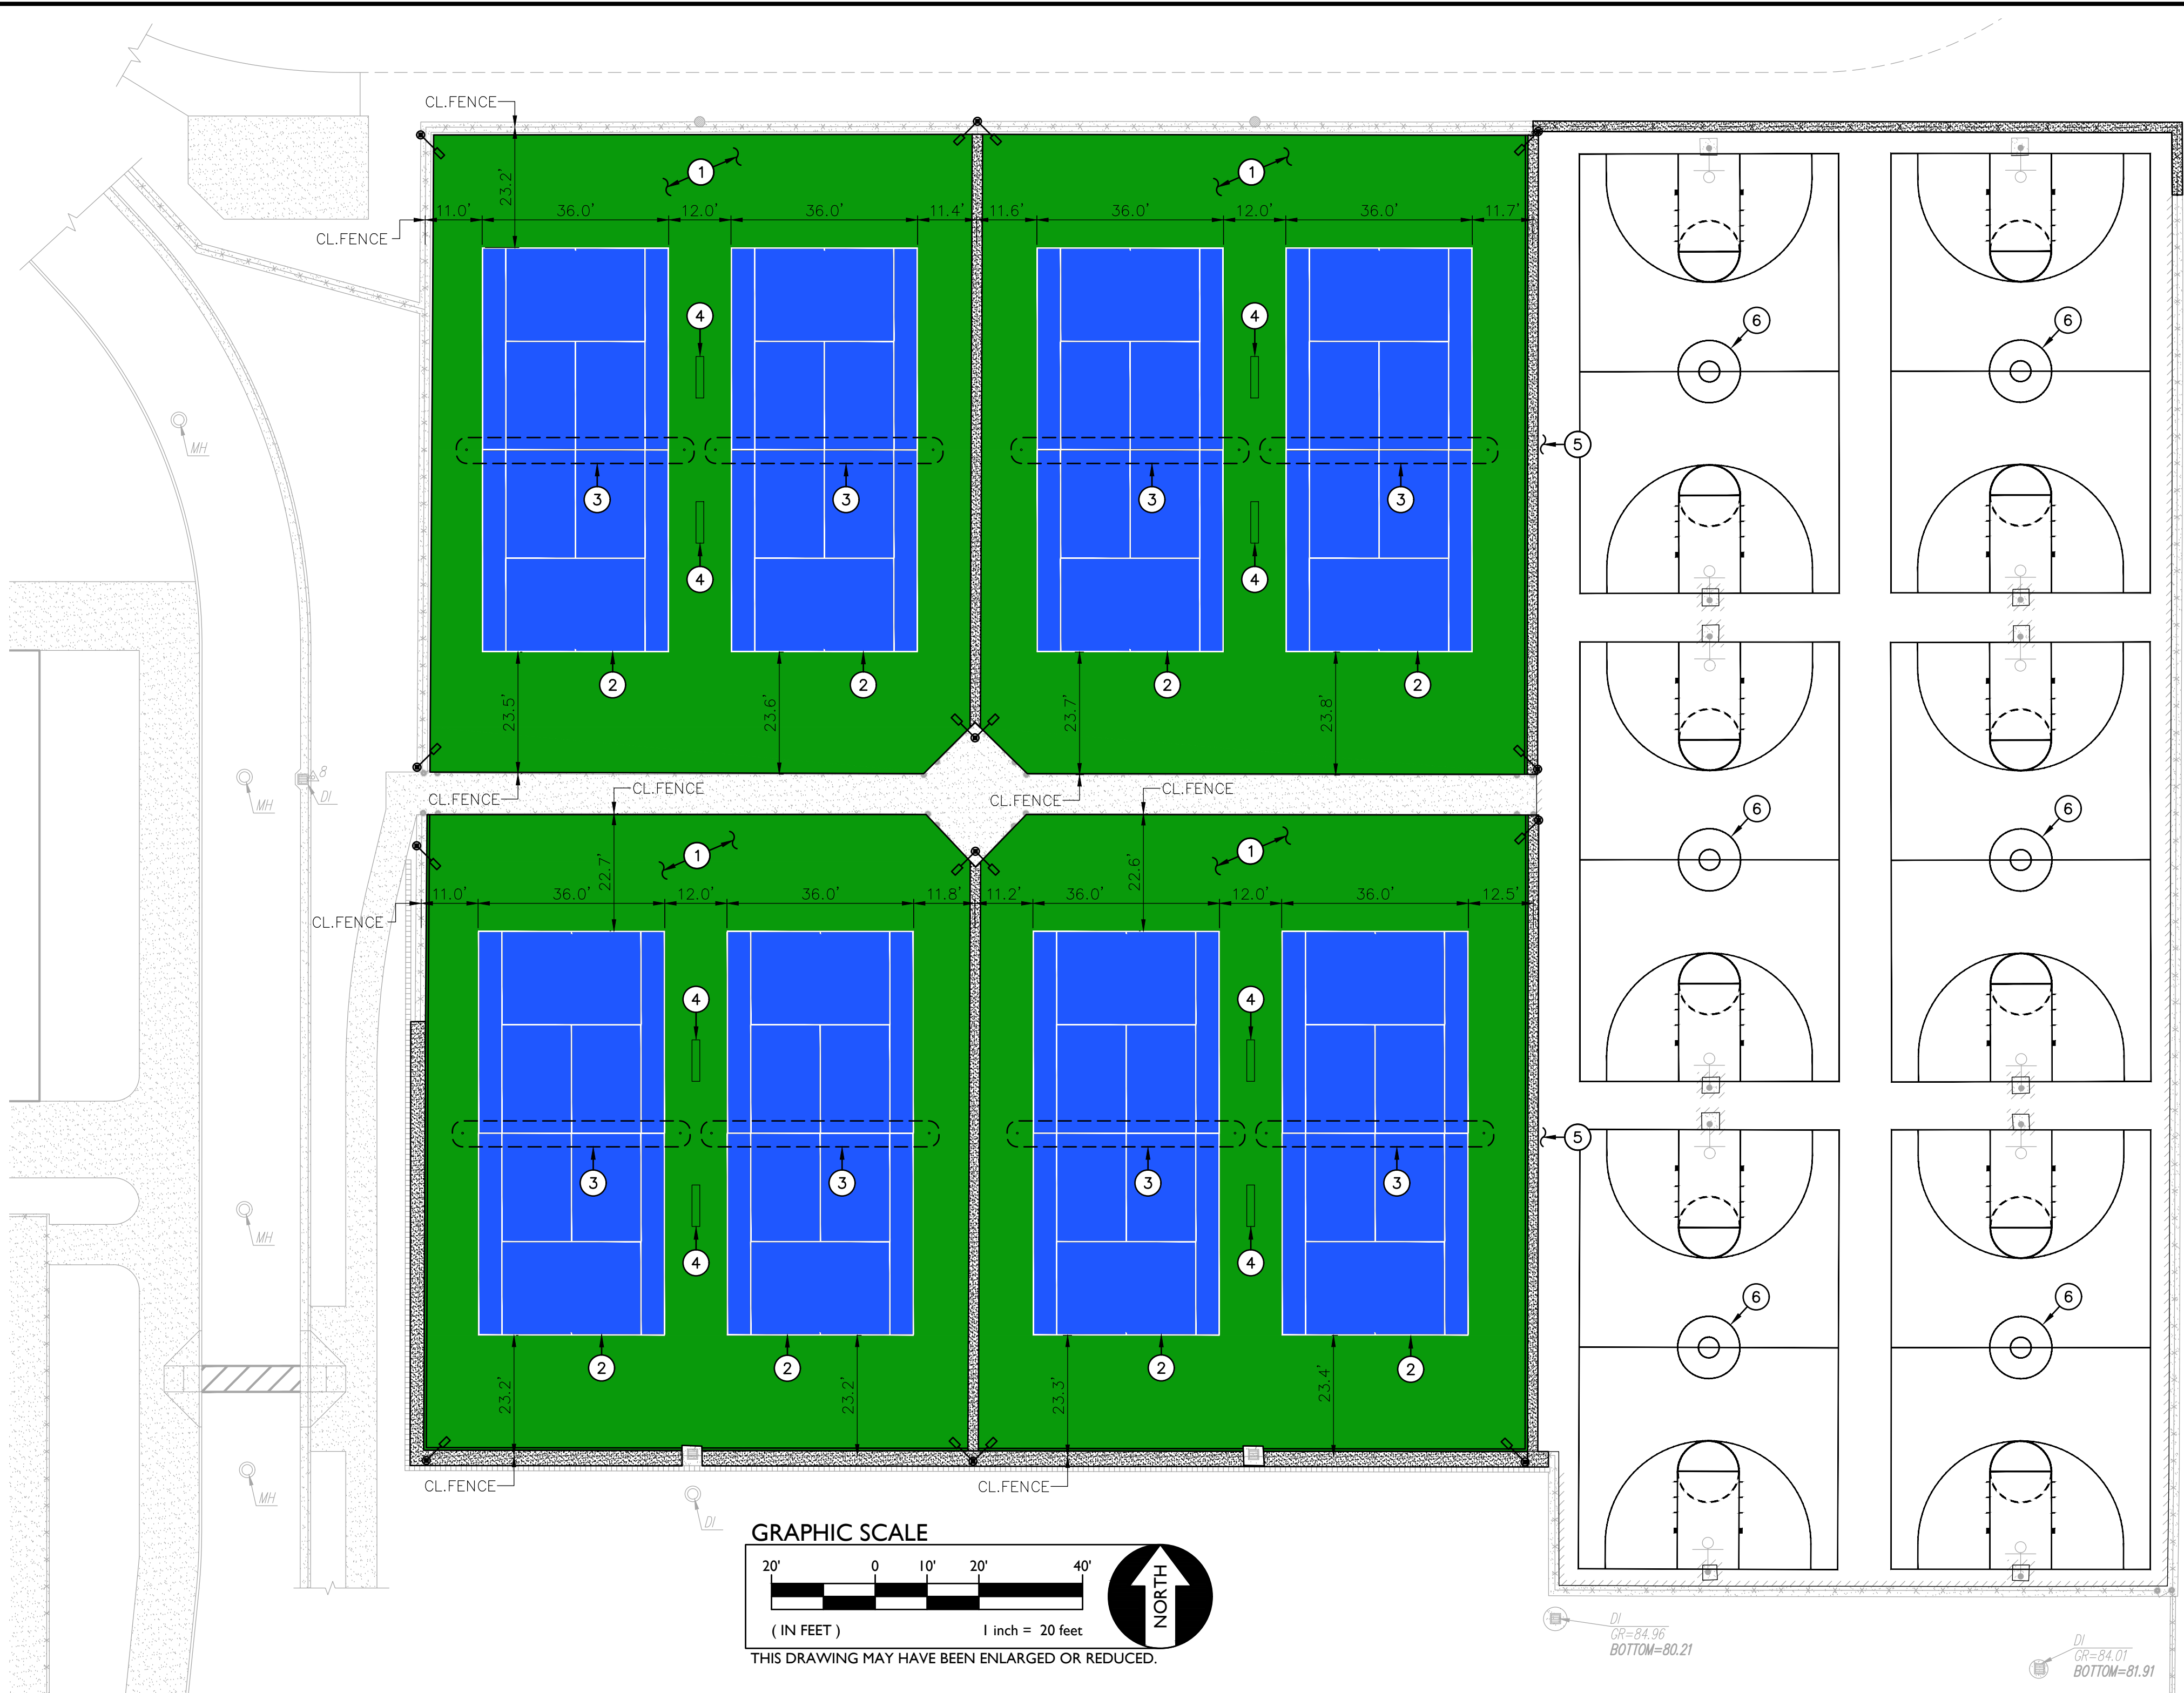 CL.FENCE
1
1
23.2'
11.0'
36.0'
12.0'
36.0'
11.4'
11.6'
36.0'
12.0'
36.0'
11.7'
CL.FENCE
4
4
6
6
MH
5
3
3
3
3
4
4
2
2
2
2
23.5'
23.6'
23.7'
23.8'
8
DI
MH
CL.FENCE
CL.FENCE
CL.FENCE
CL.FENCE
6
6
1
1
22.7'
22.6'
11.0'
36.0'
12.0'
36.0'
11.8'
11.2'
36.0'
12.0'
36.0'
12.5'
CL.FENCE
4
4
5
3
3
3
3
MH
4
4
6
6
2
2
2
2
23.2'
23.2'
23.3'
23.4'
CL.FENCE
CL.FENCE
MH
DI
GRAPHIC SCALE
20'
0
10'
20'
40'
( IN FEET )
1 inch = 20 feet
NORTH
THIS DRAWING MAY HAVE BEEN ENLARGED OR REDUCED.
DI
GR=84.96
BOTTOM=80.21
DI
GR=84.01
BOTTOM=81.91